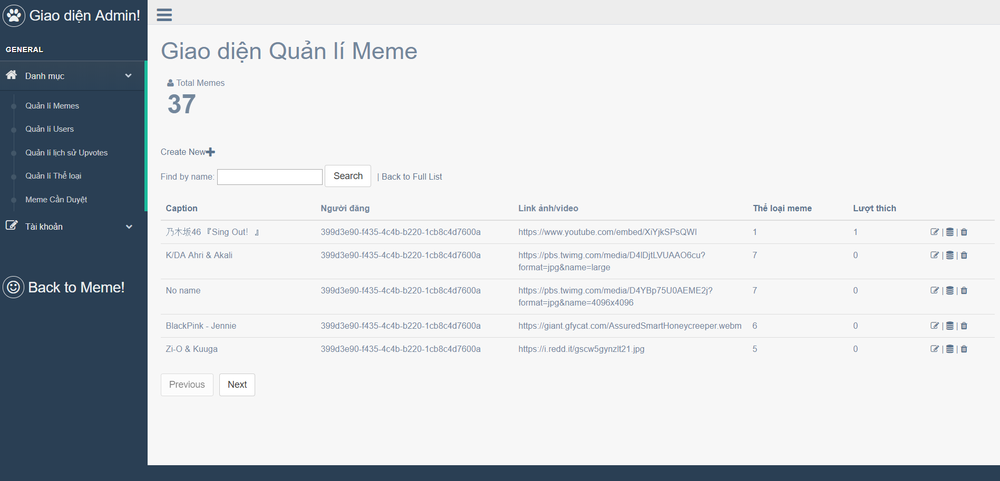 Giao diện Admin!
GENERAL
Danh mục
Quản lí Memes
Quản lí Users
Quản lí lịch sử Upvotes
Quản lí Thể loại
Meme Cần Duyệt
Tài khoản
Back to Meme!
Giao diện Quản lí Meme
Total Memes
37
Create New
Find by name: Search | Back to Full List
Caption Người đăng Link ảnh/video Thể loại meme Lượt thích
乃木坂46 『Sing Out! 』 399d3e90-f435-4c4b-b220-1cb8c4d7600a https://www.youtube.com/embed/XiYjkSPsQWI 1 1 | |
K/DA Ahri & Akali 399d3e90-f435-4c4b-b220-1cb8c4d7600a https://pbs.twimg.com/media/D4IDjtLVUAAO6cu? 7 0 | |
format=jpg&name=large
No name 399d3e90-f435-4c4b-b220-1cb8c4d7600a https://pbs.twimg.com/media/D4YBp75U0AEME2j? 7 0 | |
format=jpg&name=4096x4096
BlackPink - Jennie 399d3e90-f435-4c4b-b220-1cb8c4d7600a https://giant.gfycat.com/AssuredSmartHoneycreeper.webm 6 0 | |
Zi-O & Kuuga 399d3e90-f435-4c4b-b220-1cb8c4d7600a https://i.redd.it/gscw5gynzlt21.jpg 5 0 | |
Previous Next